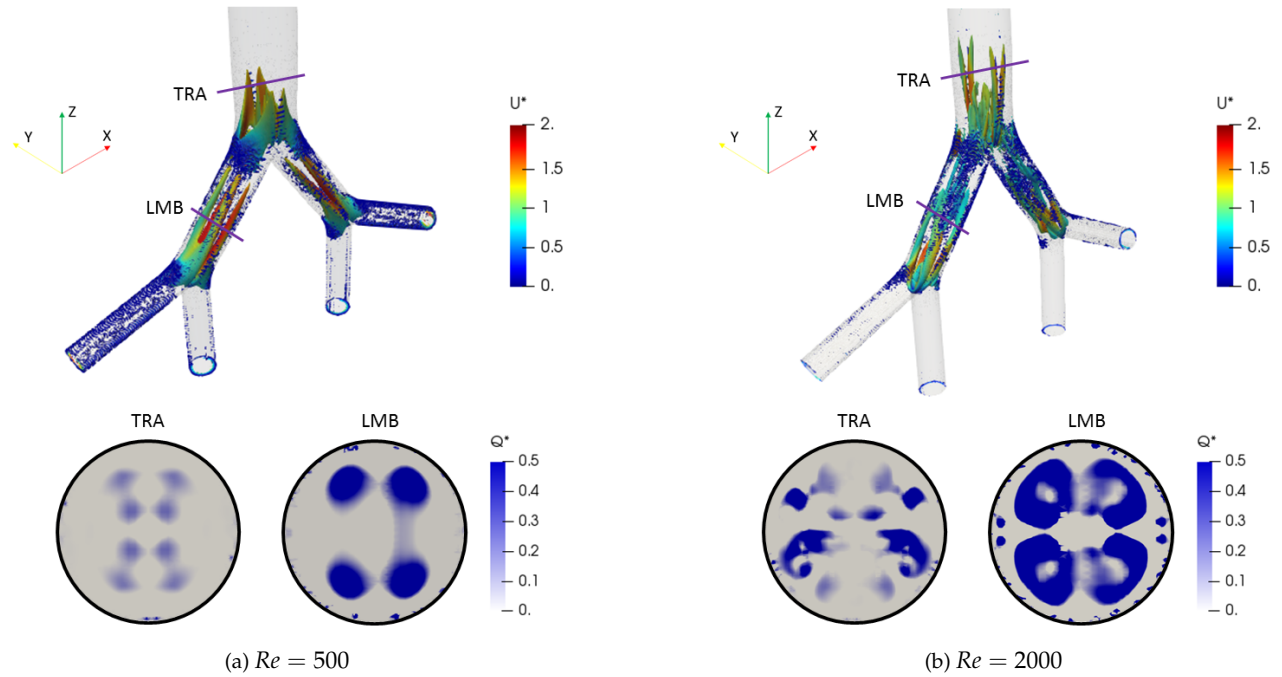 TRA
Z
Y
X
LMB
U*
2.
1.5
1
0.5
0.
TRA
LMB
Q*
0.5
0.4
0.3
0.2
0.1
0.
(a) Re = 500
TRA
Z
Y
X
LMB
U*
2.
1.5
1
0.5
0.
TRA
LMB
Q*
0.5
0.4
0.3
0.2
0.1
0.
(b) Re = 2000